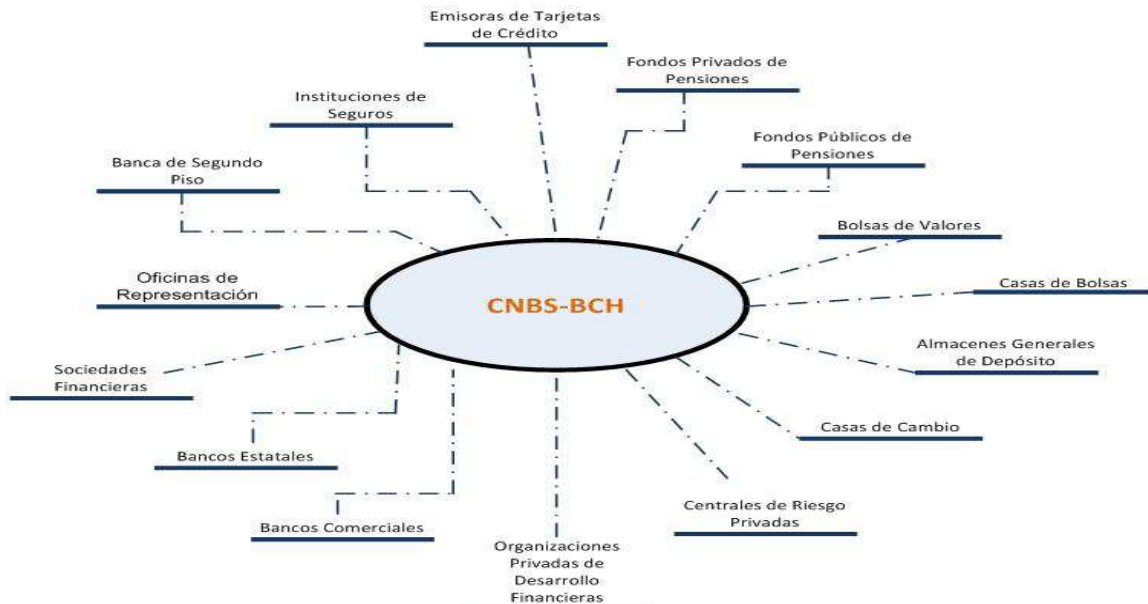 Emisoras de Tarjetas
de Crédito
Fondos Privados de
Pensiones
Instituciones de
Seguros
Fondos Públicos de
Pensiones
Banca de Segundo
Piso
Bolsas de Valores
Oficinas de
Representación
CNBS-BCH
Casas de Bolsas
Almacenes Generales
de Depósito
Sociedades
Financieras
Casas de Cambio
Bancos Estatales
Centrales de Riesgo
Privadas
Bancos Comerciales
Organizaciones
Privadas de
Desarrollo
Financieras